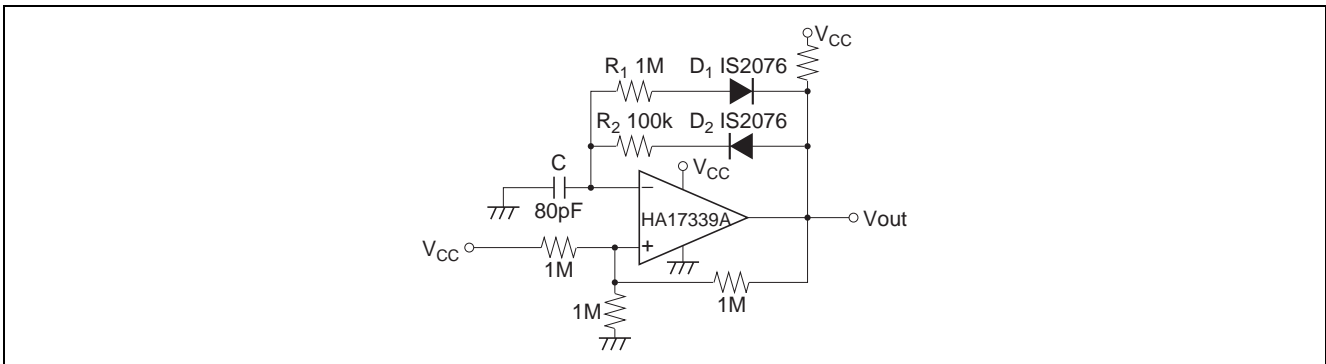 VCC
R1 1M D1 IS2076
R2 100k D2 IS2076
C
VCC
80pF
−
HA17339A
Vout
VCC
+
1M
1M
1M